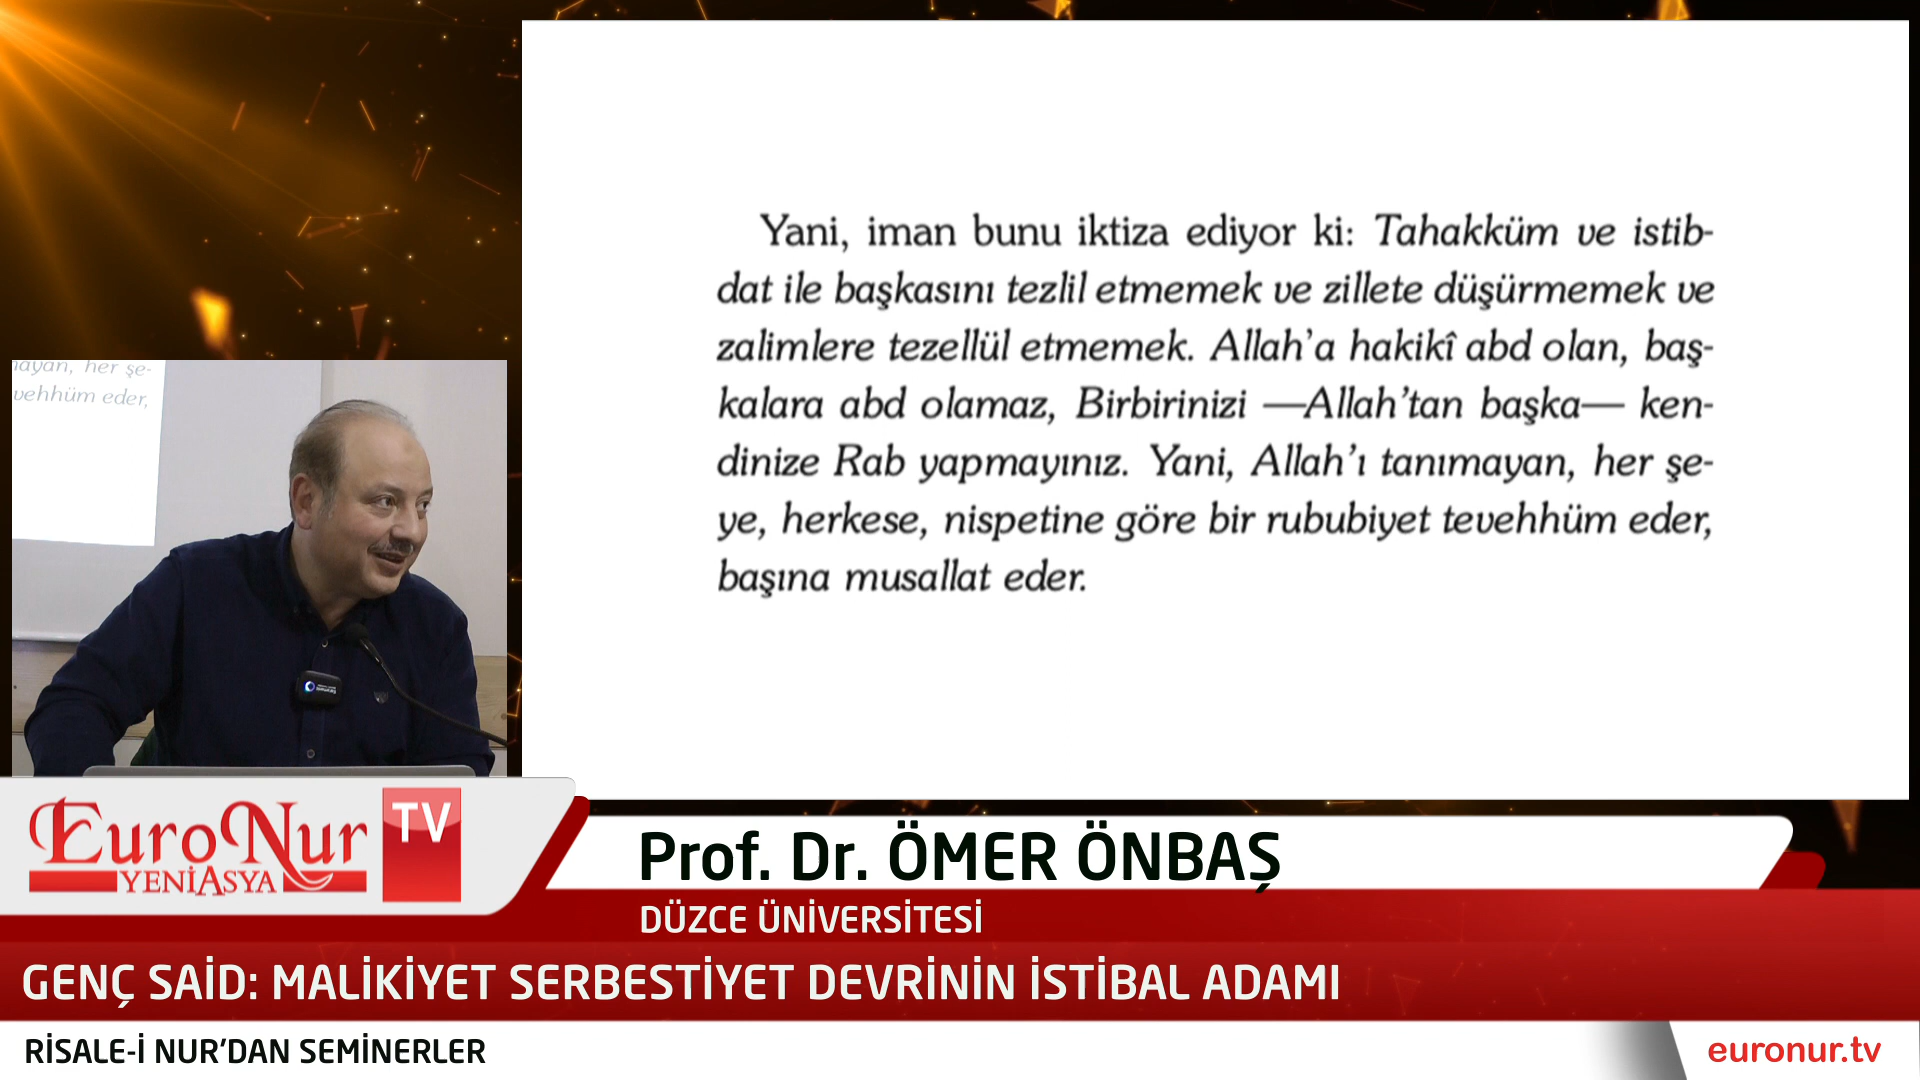 Yani, iman bunu iktiza ediyor ki: Tahakküm ve istib-
dat ile başkasını tezlil etmemek ve zillete düşürmemek ve
zalimlere tezellül etmemek. Allah'a hakikî abd olan, baş-
kalara abd olamaz, Birbirinizi —Allah'tan başka— ken-
dinize Rab yapmayınız. Yani, Allah'ı tanımayan, her şe-
ye, herkese, nispetine göre bir rububiyet tevehhüm eder,
başına musallat eder.
mayan, her şe-
vehhüm eder,
EURO NUR TV
YENİASYA
Prof. Dr. ÖMER ÖNBAŞ
DÜZCE ÜNİVERSİTESİ
GENÇ SAİD: MALİKİYET SERBESTİYET DEVRİNİN İSTİBAL ADAMI
RİSALE-İ NUR'DAN SEMİNERLER
euronur.tv